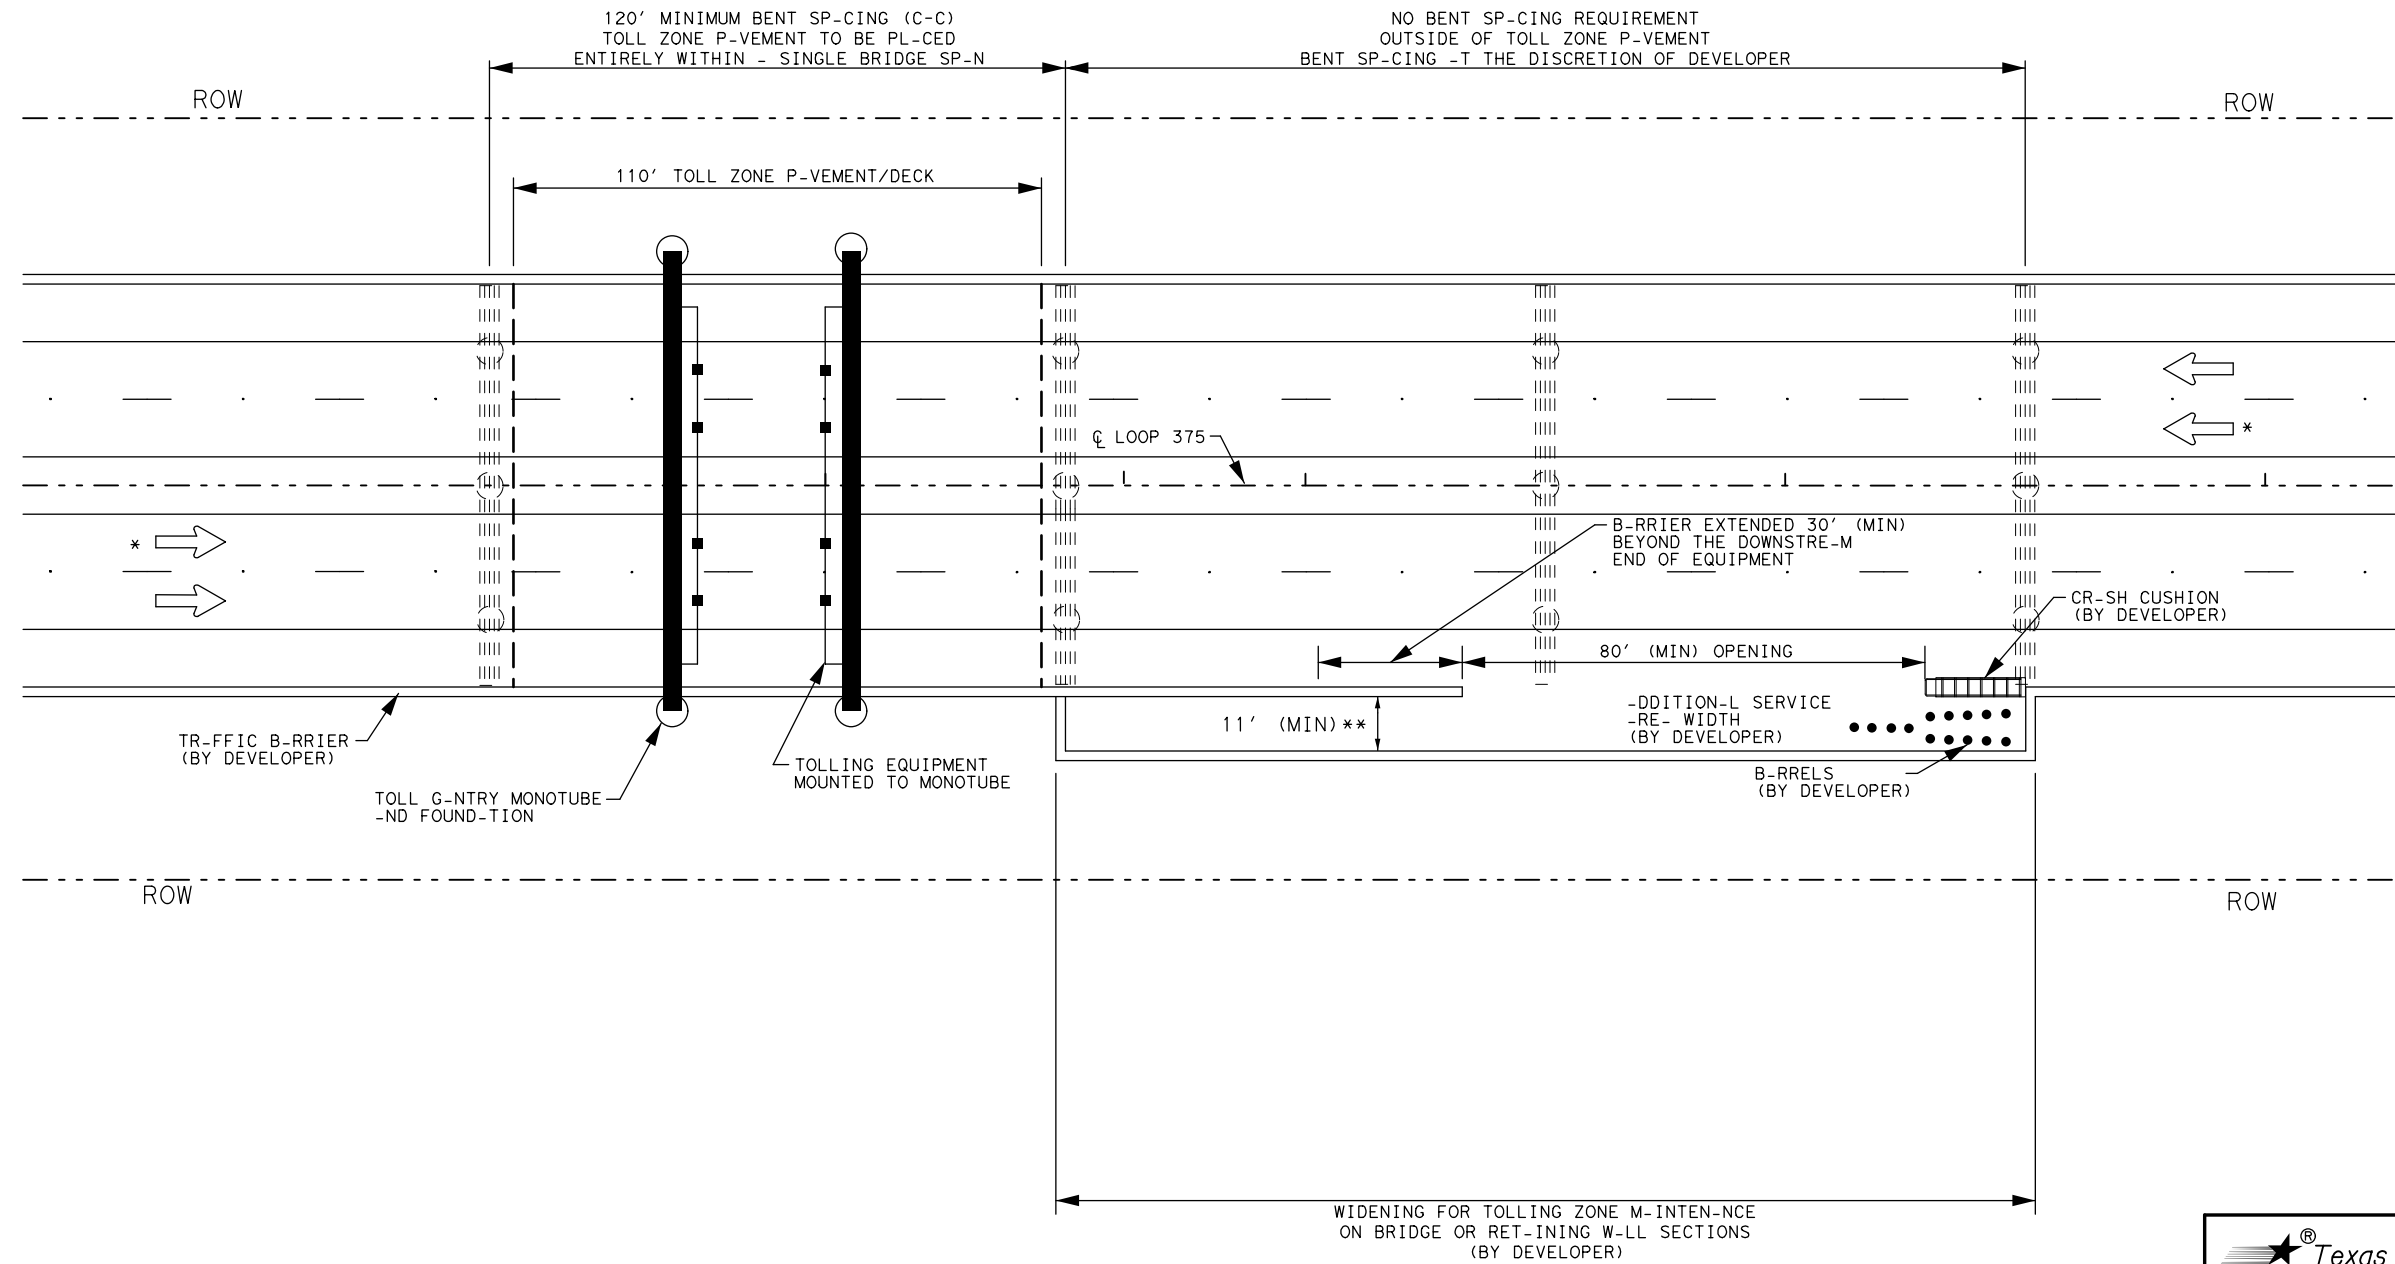 120' MINIMUM BENT SP-CING (C-C)
TOLL ZONE P-VEMENT TO BE PL-CED
ENTIRELY WITHIN - SINGLE BRIDGE SP-N
NO BENT SP-CING REQUIREMENT
OUTSIDE OF TOLL ZONE P-VEMENT
BENT SP-CING -T THE DISCRETION OF DEVELOPER
ROW
ROW
110' TOLL ZONE P-VEMENT/DECK
℄ LOOP 375
*
*
B-RRIER EXTENDED 30' (MIN)
BEYOND THE DOWNSTRE-M
END OF EQUIPMENT
CR-SH CUSHION
(BY DEVELOPER)
80' (MIN) OPENING
-DDITION-L SERVICE
-RE- WIDTH
(BY DEVELOPER)
11' (MIN)**
TR-FFIC B-RRIER
(BY DEVELOPER)
TOLLING EQUIPMENT
MOUNTED TO MONOTUBE
B-RRELS
(BY DEVELOPER)
TOLL G-NTRY MONOTUBE
-ND FOUND-TION
ROW
ROW
WIDENING FOR TOLLING ZONE M-INTEN-NCE
ON BRIDGE OR RET-INING W-LL SECTIONS
(BY DEVELOPER)
® Texas